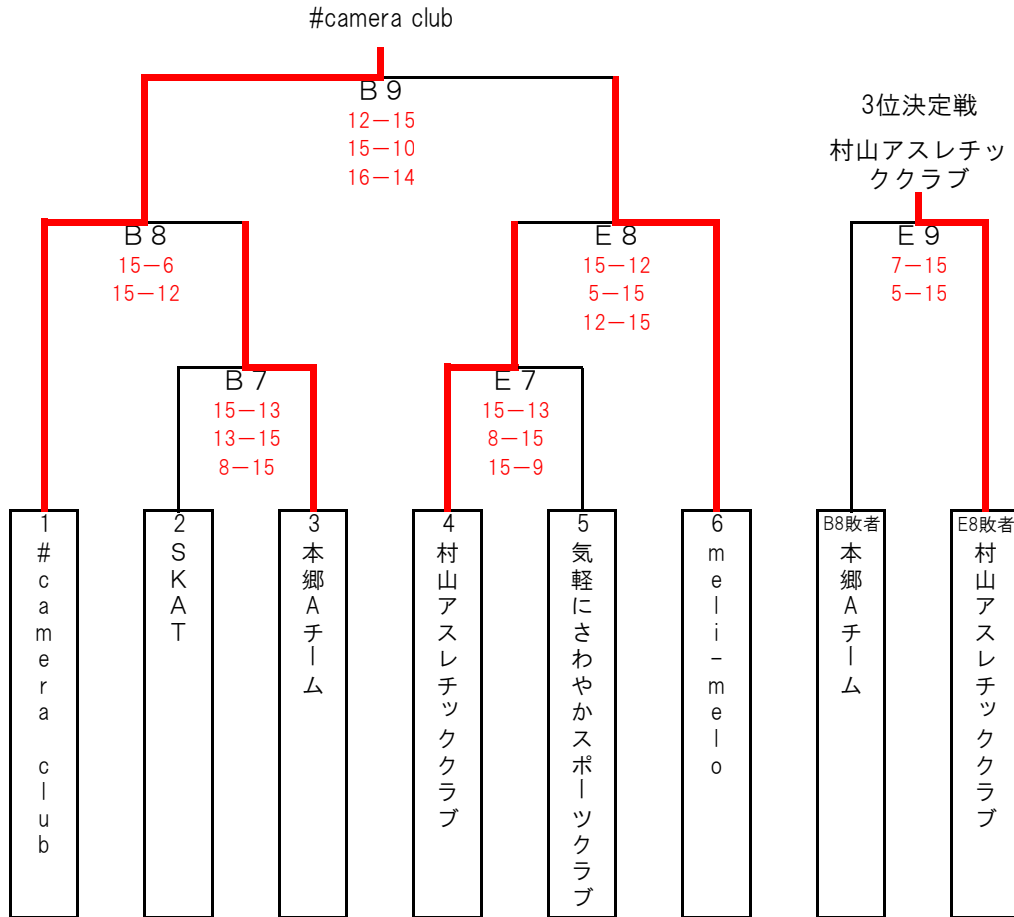 #camera club
B9
12-15
15-10
16-14
3位決定戦
村山アスレチッ
ククラブ
B8
15-6
15-12
E8
15-12
5-15
12-15
E9
7-15
5-15
B7
15-13
13-15
8-15
E7
15-13
8-15
15-9
1
#camera club
2
SKAT
3
本郷Aチーム
4
村山アスレチッククラブ
5
気軽にさわやかスポーツクラブ
6
meli-melo
B8敗者
本郷Aチーム
E8敗者
村山アスレチッククラブ